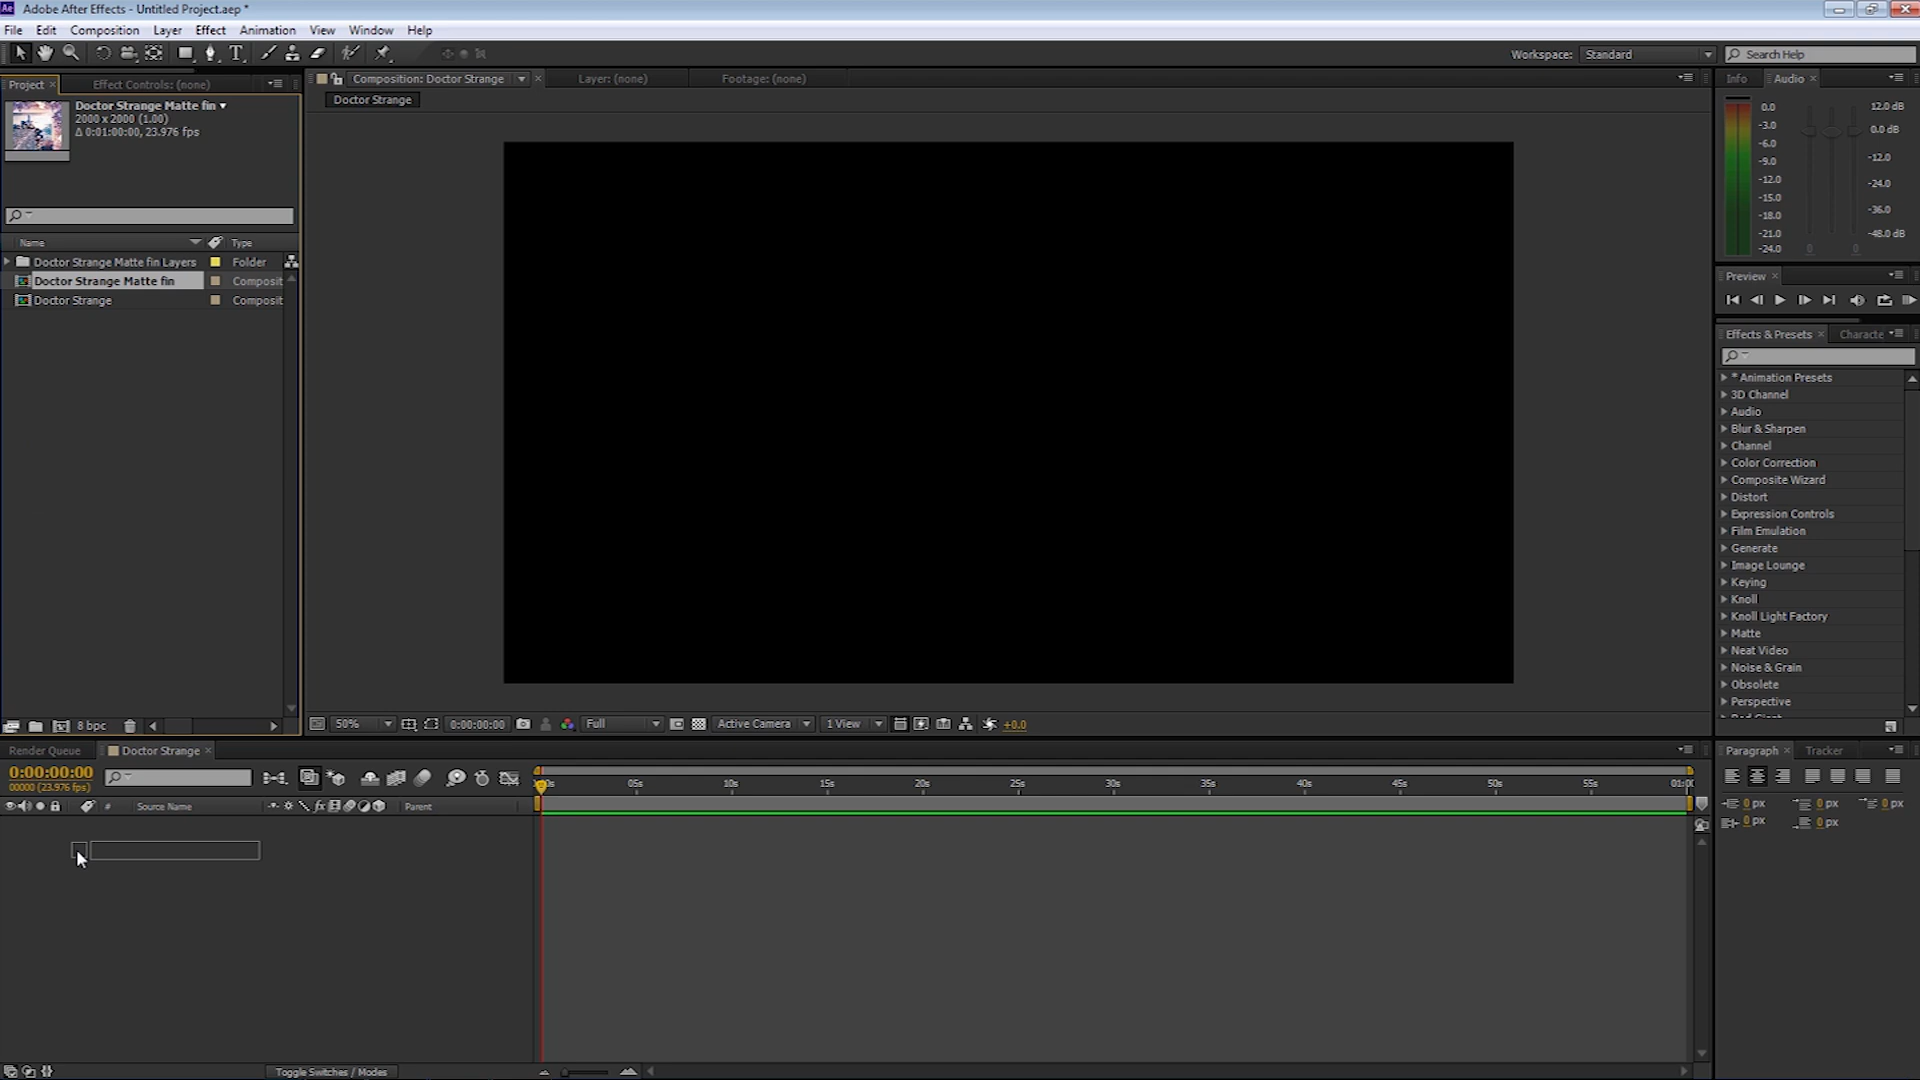 Adobe After Effects - Untitled Project.aep *
File Edit Composition Layer Effect Animation View Window Help
Workspace: Standard
Search Help
Project
Effect Controls: (none)
Doctor Strange Matte fin
2000 x 2000 (1.00)
Δ 0:01:00:00, 23.976 fps
Name Type
Doctor Strange Matte fin Layers Folder
Doctor Strange Matte fin Composit
Doctor Strange Composit
8 bpc
Composition: Doctor Strange
Layer: (none)
Footage: (none)
Doctor Strange
50%
0:00:00:00
Full
Active Camera
1 View
+0.0
Info
Audio
0.0
-3.0
-6.0
-9.0
-12.0
-15.0
-18.0
-21.0
-24.0
12.0 dB
0.0 dB
-12.0
-24.0
-36.0
-48.0 dB
0 0
Preview
Effects & Presets
Characte
* Animation Presets
3D Channel
Audio
Blur & Sharpen
Channel
Color Correction
Composite Wizard
Distort
Expression Controls
Film Emulation
Generate
Image Lounge
Keying
Knoll
Knoll Light Factory
Matte
Neat Video
Noise & Grain
Obsolete
Perspective
Render Queue
Doctor Strange
0:00:00:00
00000 (23.976 fps)
# Source Name
fx
Parent
05s 10s 15s 20s 25s 30s 35s 40s 45s 50s 55s
Toggle Switches / Modes
Paragraph
Tracker
0 px 0 px 0 px
0 px 0 px